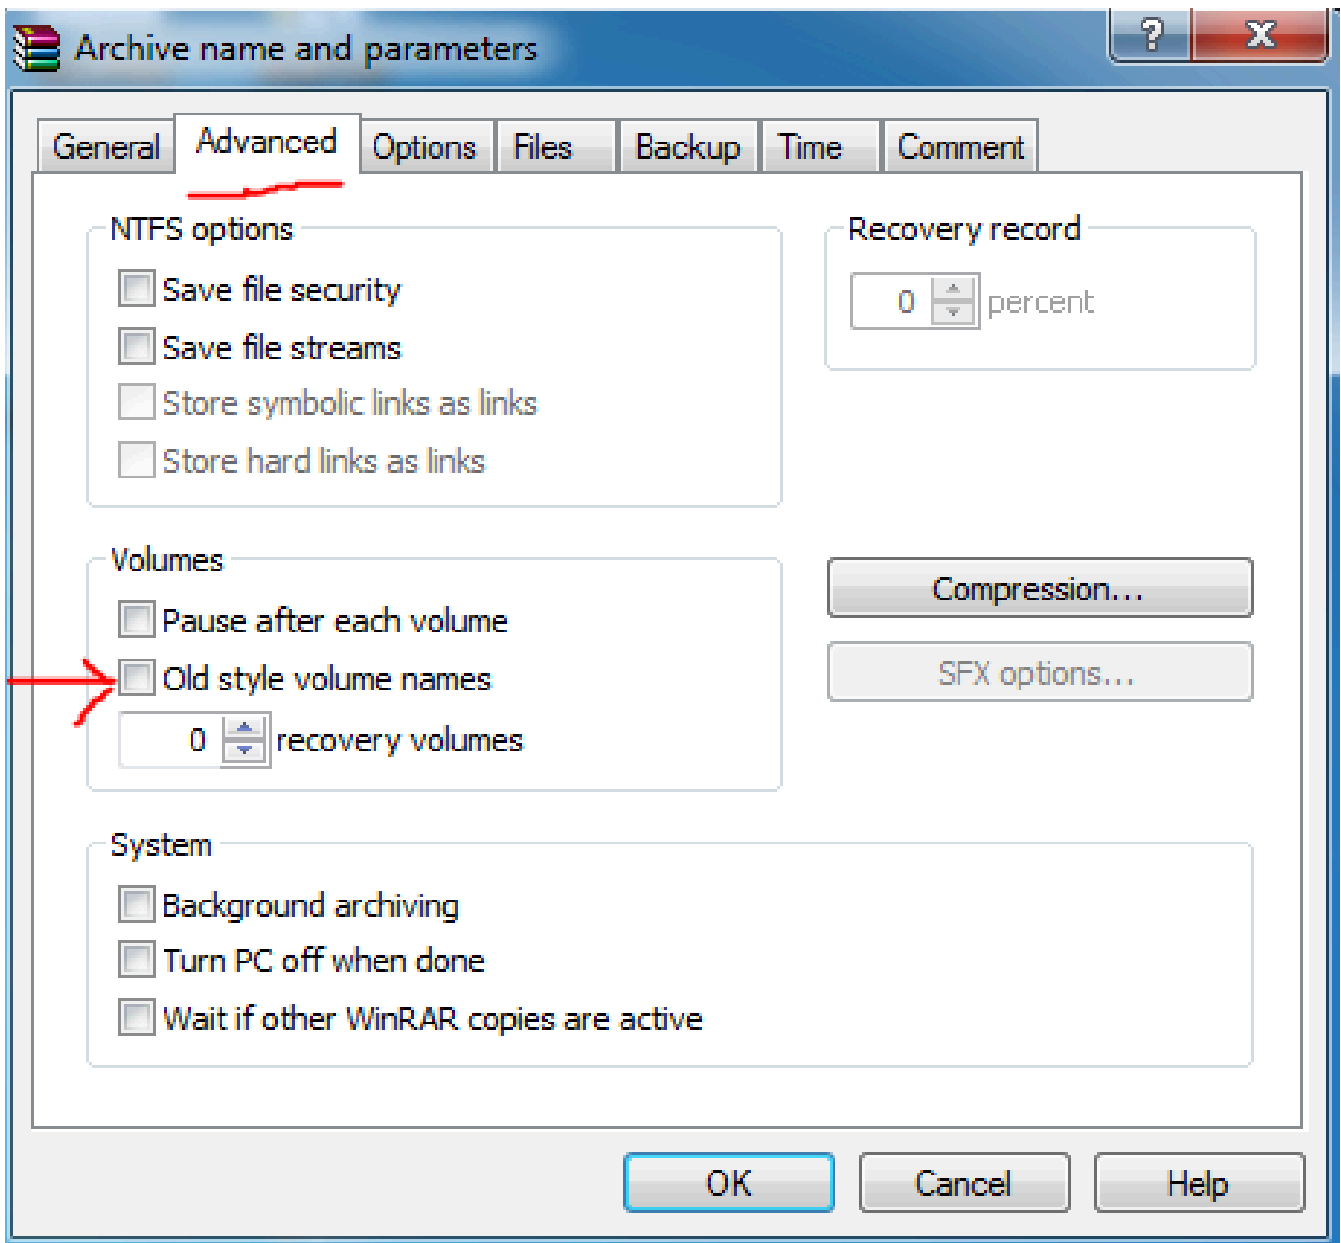 Archive name and parameters
?
X
General Advanced Options Files Backup Time Comment
NTFS options
Save file security
Save file streams
Store symbolic links as links
Store hard links as links
Recovery record
0 percent
Volumes
Pause after each volume
Old style volume names
0 recovery volumes
Compression...
SFX options...
System
Background archiving
Turn PC off when done
Wait if other WinRAR copies are active
OK Cancel Help